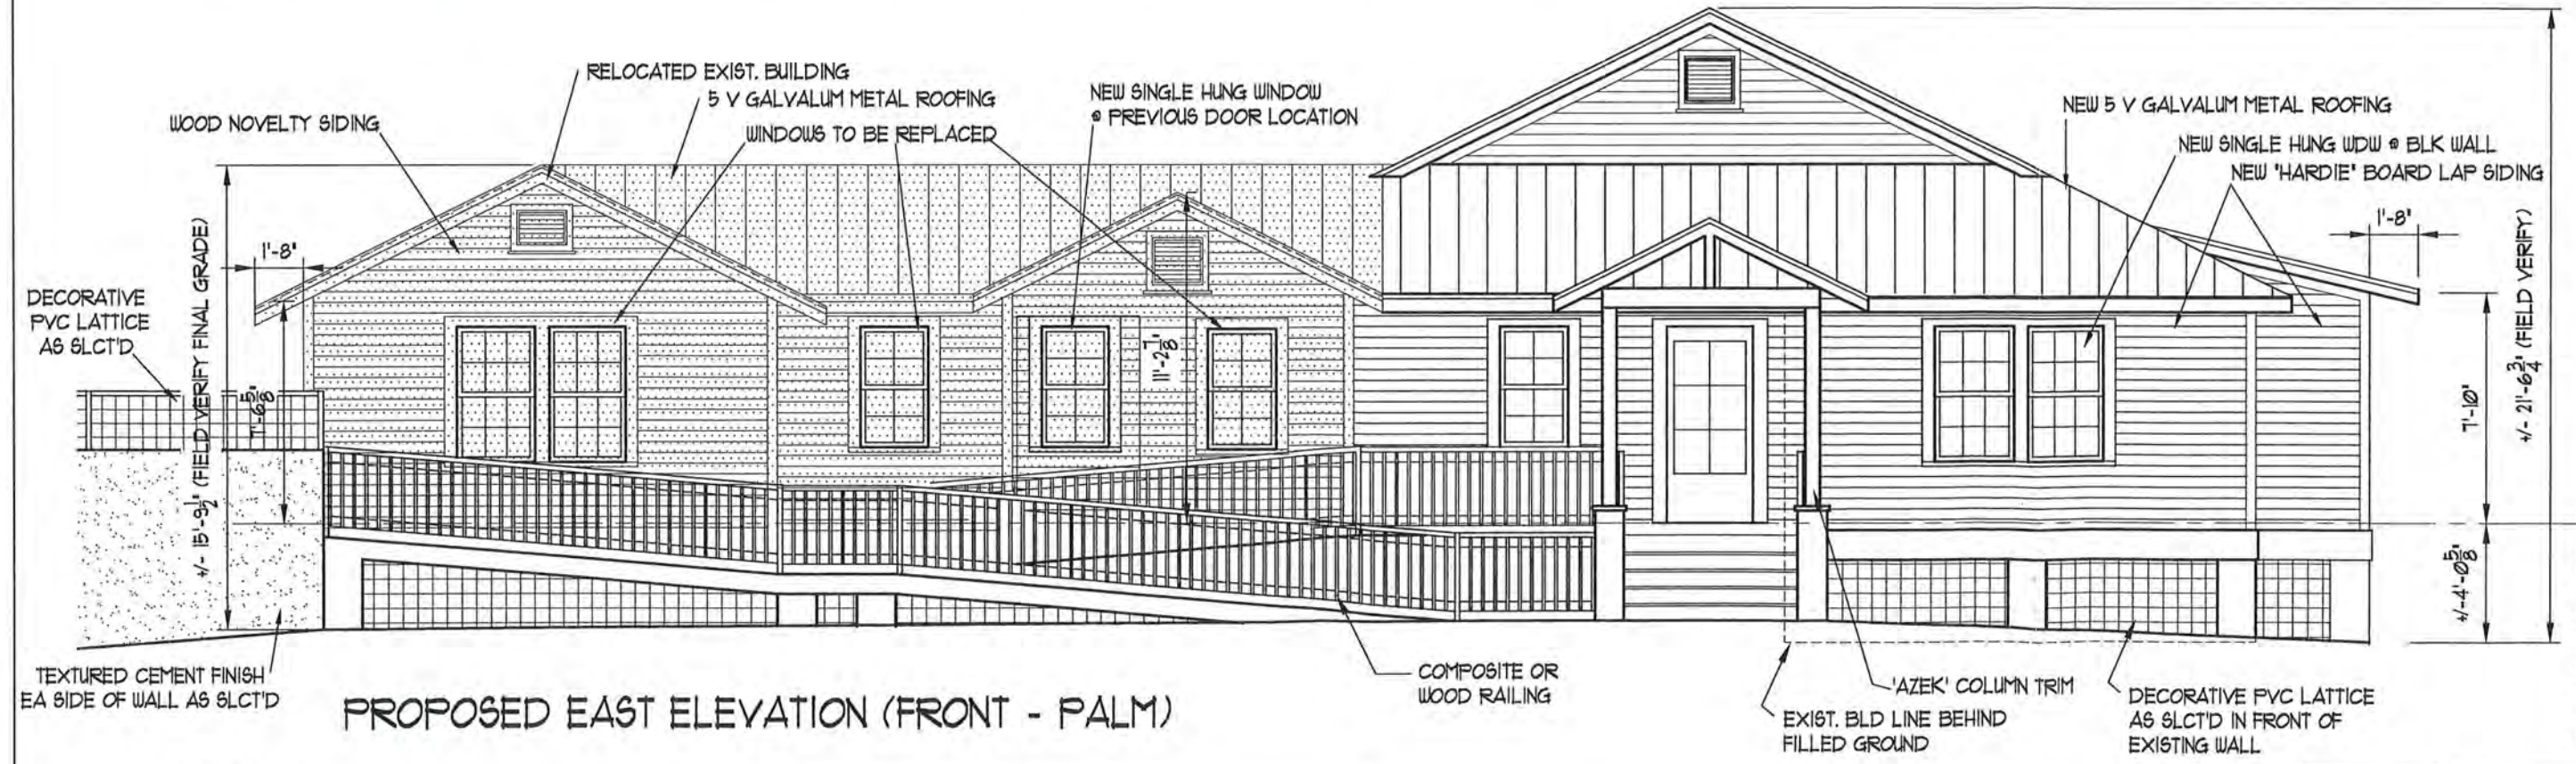 RELOCATED EXIST. BUILDING
5 V GALVALUM METAL ROOFING
WOOD NOVELTY SIDING
WINDOWS TO BE REPLACED
NEW SINGLE HUNG WINDOW
@ PREVIOUS DOOR LOCATION
NEW 5 V GALVALUM METAL ROOFING
NEW SINGLE HUNG WDW @ BLK WALL
NEW "HARDIE" BOARD LAP SIDING
1'-8"
1'-8"
DECORATIVE
PVC LATTICE
AS SLCT'D
+/- 15'-9 1/2" (FIELD VERIFY FINAL GRADE)
7'-6 5/8"
11'-2 7/8"
7'-10"
+/- 21'-6 3/4" (FIELD VERIFY)
+/-4'-0 5/8"
TEXTURED CEMENT FINISH
EA SIDE OF WALL AS SLCT'D
PROPOSED EAST ELEVATION (FRONT - PALM)
COMPOSITE OR
WOOD RAILING
'AZEK' COLUMN TRIM
EXIST. BLD LINE BEHIND
FILLED GROUND
DECORATIVE PVC LATTICE
AS SLCT'D IN FRONT OF
EXISTING WALL